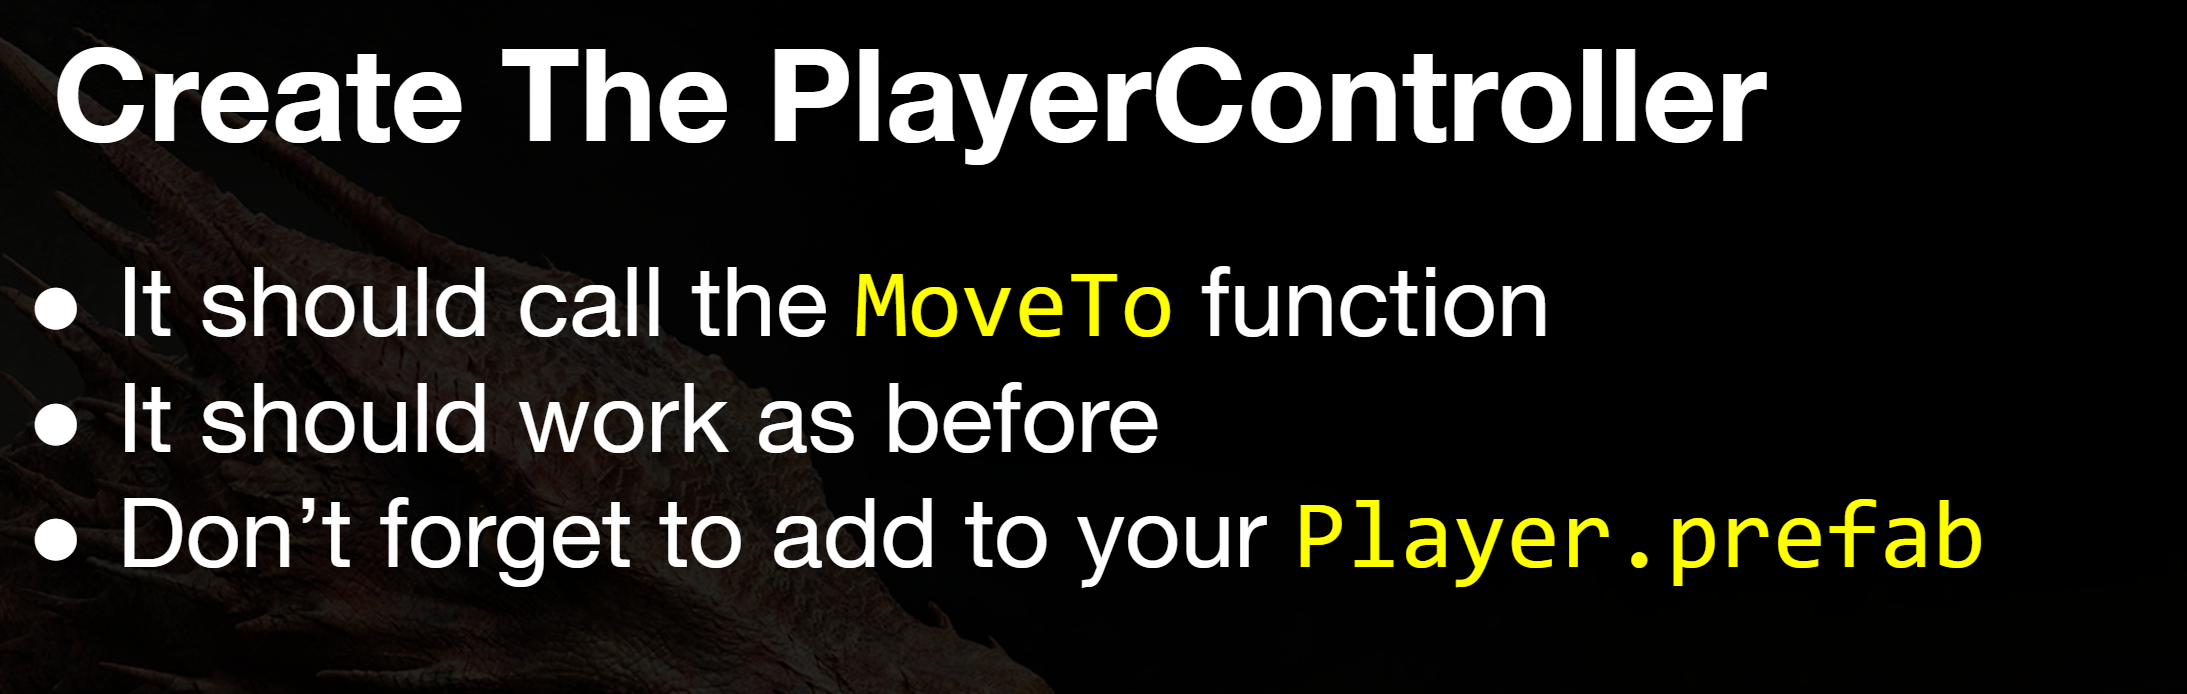 Create The PlayerController
● It should call the MoveTo function
● It should work as before
● Don’t forget to add to your Player.prefab